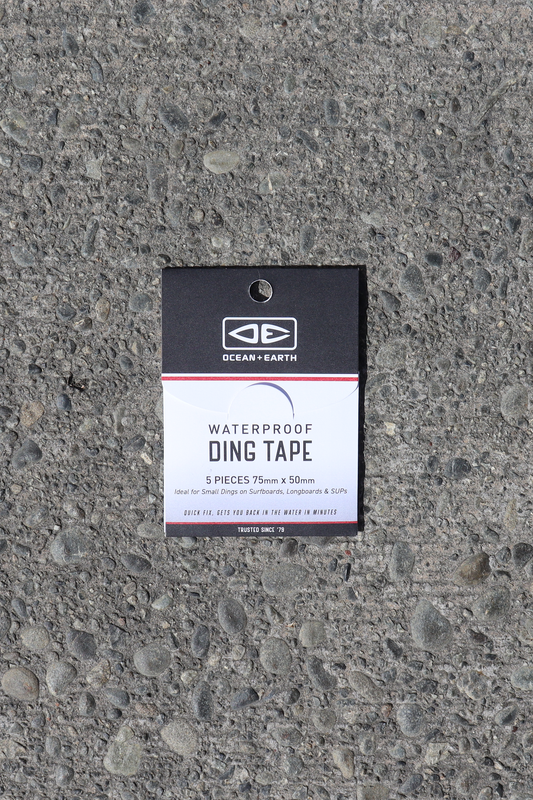 OCEAN + EARTH
WATERPROOF
DING TAPE
5 PIECES 75mm x 50mm
Ideal for Small Dings on Surfboards, Longboards & SUPs
QUICK FIX, GETS YOU BACK IN THE WATER IN MINUTES
TRUSTED SINCE '79